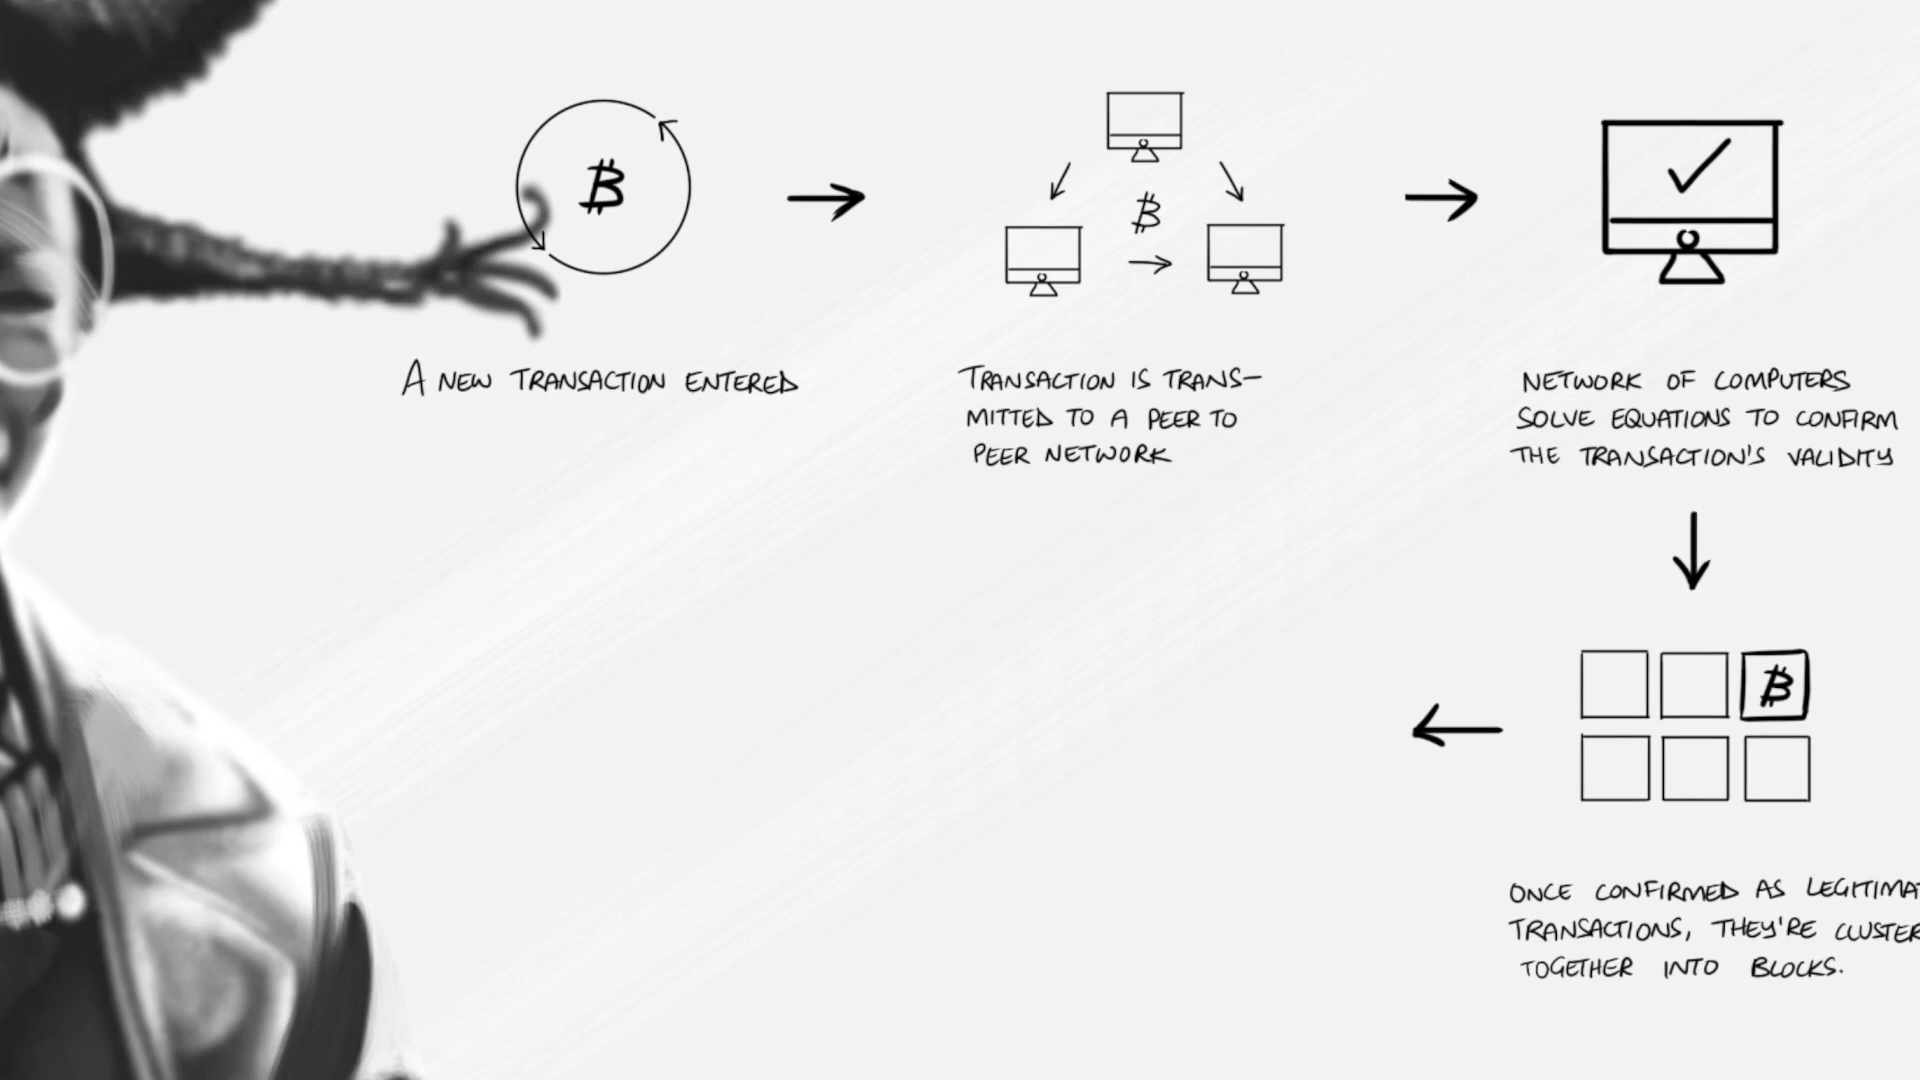 A NEW TRANSACTION ENTERED
TRANSACTION IS TRANS-
MITTED TO A PEER TO
PEER NETWORK
NETWORK OF COMPUTERS
SOLVE EQUATIONS TO CONFIRM
THE TRANSACTION'S VALIDITY
ONCE CONFIRMED AS
TRANSACTIONS, THEY'RE
TOGETHER INTO BLOCKS.